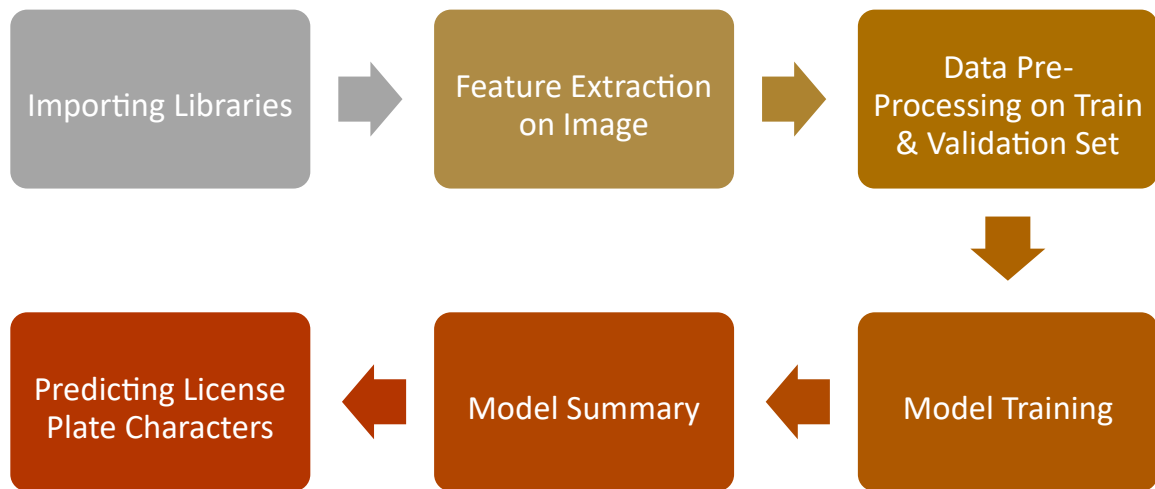 Importing Libraries
Feature Extraction
on Image
Data Pre-
Processing on Train
& Validation Set
Model Training
Model Summary
Predicting License
Plate Characters